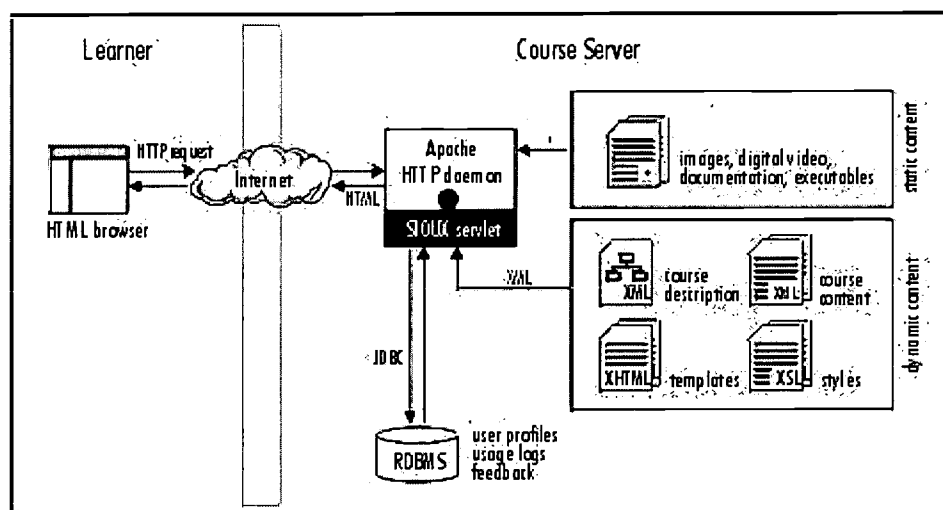 Learner
Course Server
HTTP request
Internet
HTML browser
Apache
HTTP daemon
HTML
SIOUX servlet
images, digital video,
documentation, executables
static content
XML
XML
course
description
XML
course
content
XHTML
templates
XSL
styles
dynamic content
JDBC
RDBMS
user profiles
usage logs
feedback